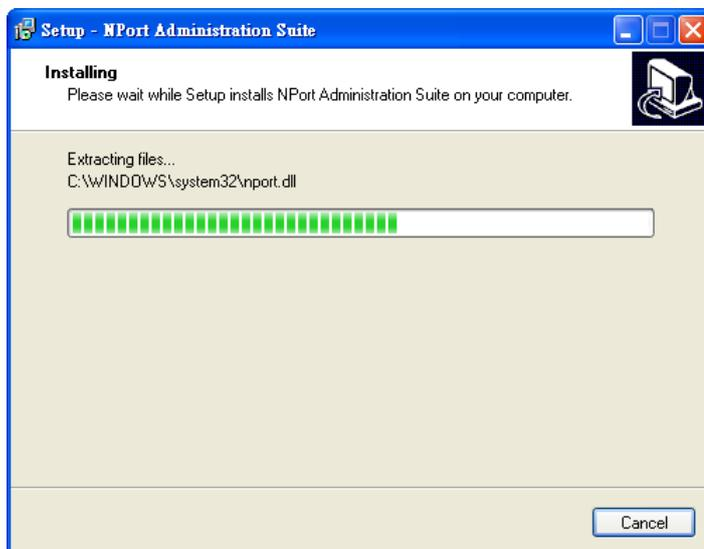 Setup - NPort Administration Suite
Installing
Please wait while Setup installs NPort Administration Suite on your computer.
Extracting files...
C:\WINDOWS\system32\nport.dll
Cancel